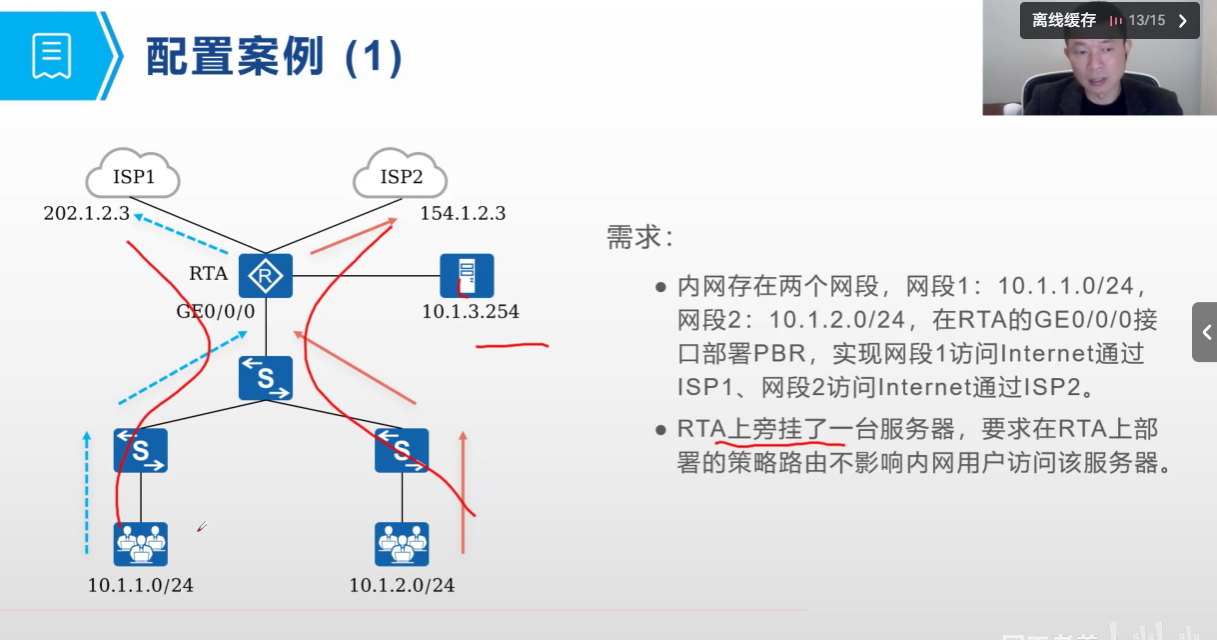 离线缓存 13/15
配置案例 (1)
ISP1
ISP2
202.1.2.3
154.1.2.3
RTA
R
GE0/0/0
10.1.3.254
S
S
S
10.1.1.0/24
10.1.2.0/24
需求：
内网存在两个网段，网段1：10.1.1.0/24，
网段2：10.1.2.0/24，在RTA的GE0/0/0接
口部署PBR，实现网段1访问Internet通过
ISP1、网段2访问Internet通过ISP2。
RTA上旁挂了一台服务器，要求在RTA上部
署的策略路由不影响内网用户访问该服务器。